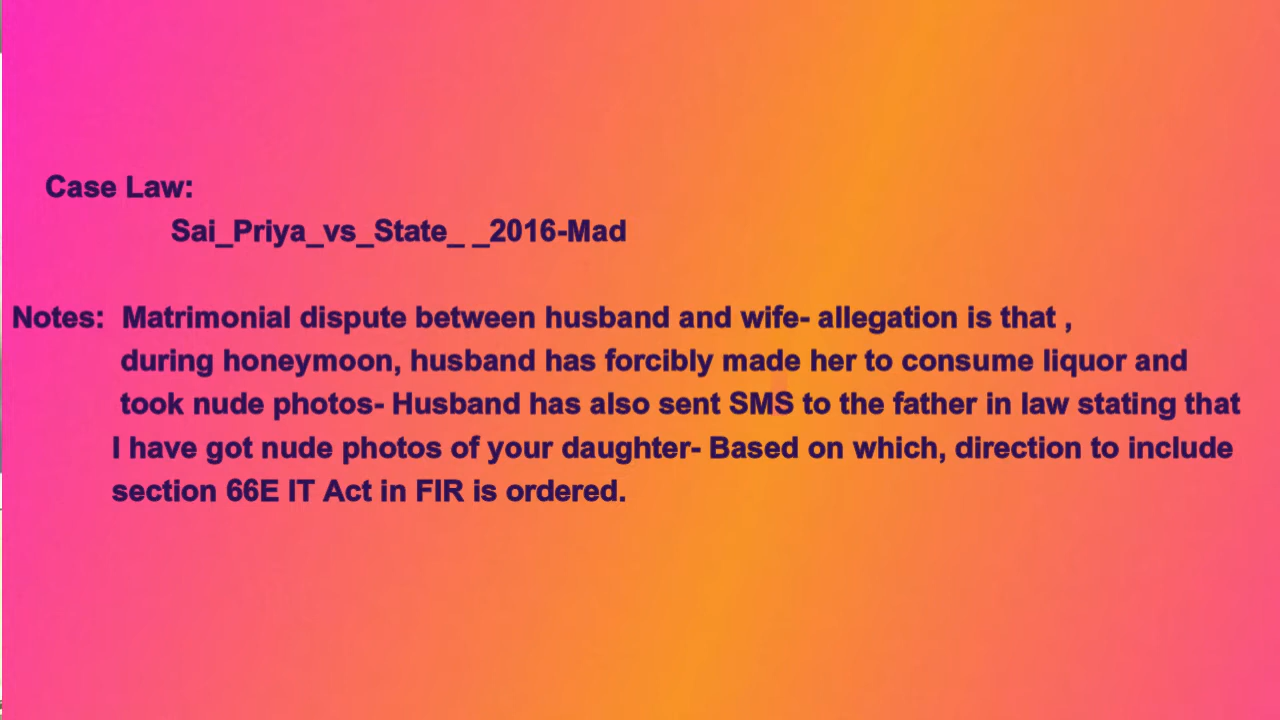 Case Law:
Sai_Priya_vs_State_ _2016-Mad
Notes: Matrimonial dispute between husband and wife- allegation is that ,
during honeymoon, husband has forcibly made her to consume liquor and
took nude photos- Husband has also sent SMS to the father in law stating that
I have got nude photos of your daughter- Based on which, direction to include
section 66E IT Act in FIR is ordered.